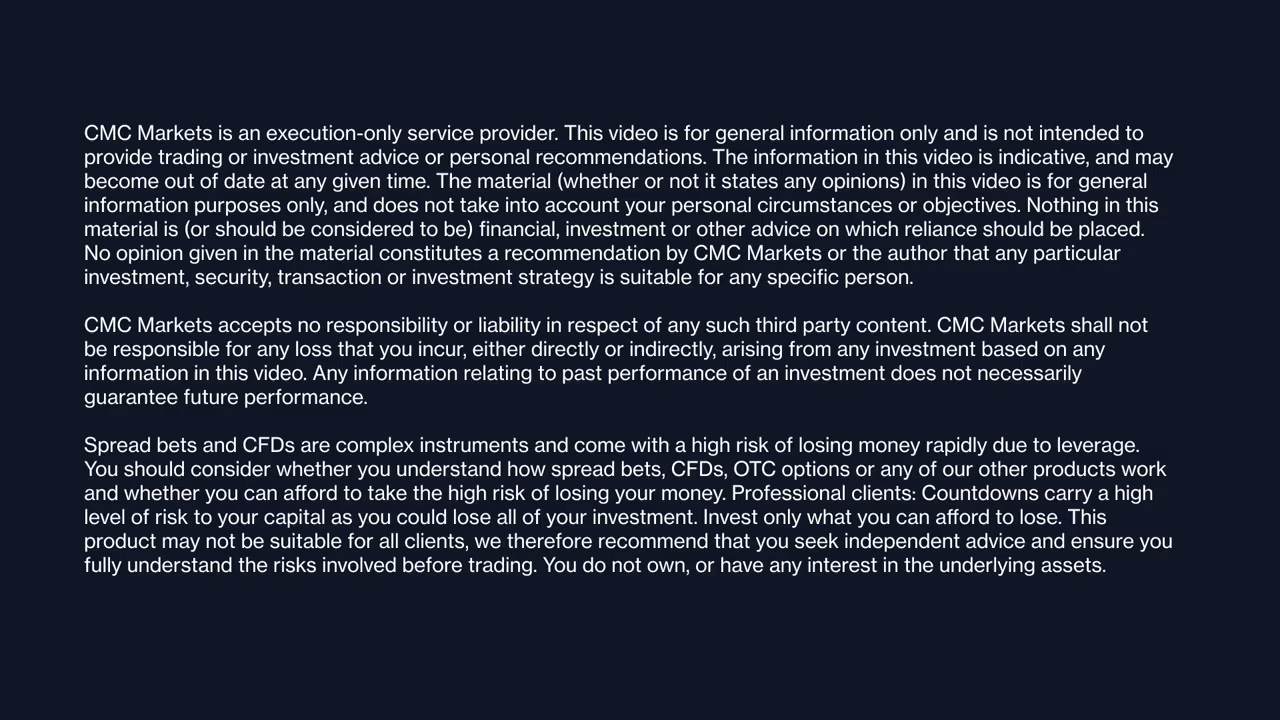 CMC Markets is an execution-only service provider. This video is for general information only and is not intended to
provide trading or investment advice or personal recommendations. The information in this video is indicative, and may
become out of date at any given time. The material (whether or not it states any opinions) in this video is for general
information purposes only, and does not take into account your personal circumstances or objectives. Nothing in this
material is (or should be considered to be) financial, investment or other advice on which reliance should be placed.
No opinion given in the material constitutes a recommendation by CMC Markets or the author that any particular
investment, security, transaction or investment strategy is suitable for any specific person.
CMC Markets accepts no responsibility or liability in respect of any such third party content. CMC Markets shall not
be responsible for any loss that you incur, either directly or indirectly, arising from any investment based on any
information in this video. Any information relating to past performance of an investment does not necessarily
guarantee future performance.
Spread bets and CFDs are complex instruments and come with a high risk of losing money rapidly due to leverage.
You should consider whether you understand how spread bets, CFDs, OTC options or any of our other products work
and whether you can afford to take the high risk of losing your money. Professional clients: Countdowns carry a high
level of risk to your capital as you could lose all of your investment. Invest only what you can afford to lose. This
product may not be suitable for all clients, we therefore recommend that you seek independent advice and ensure you
fully understand the risks involved before trading. You do not own, or have any interest in the underlying assets.